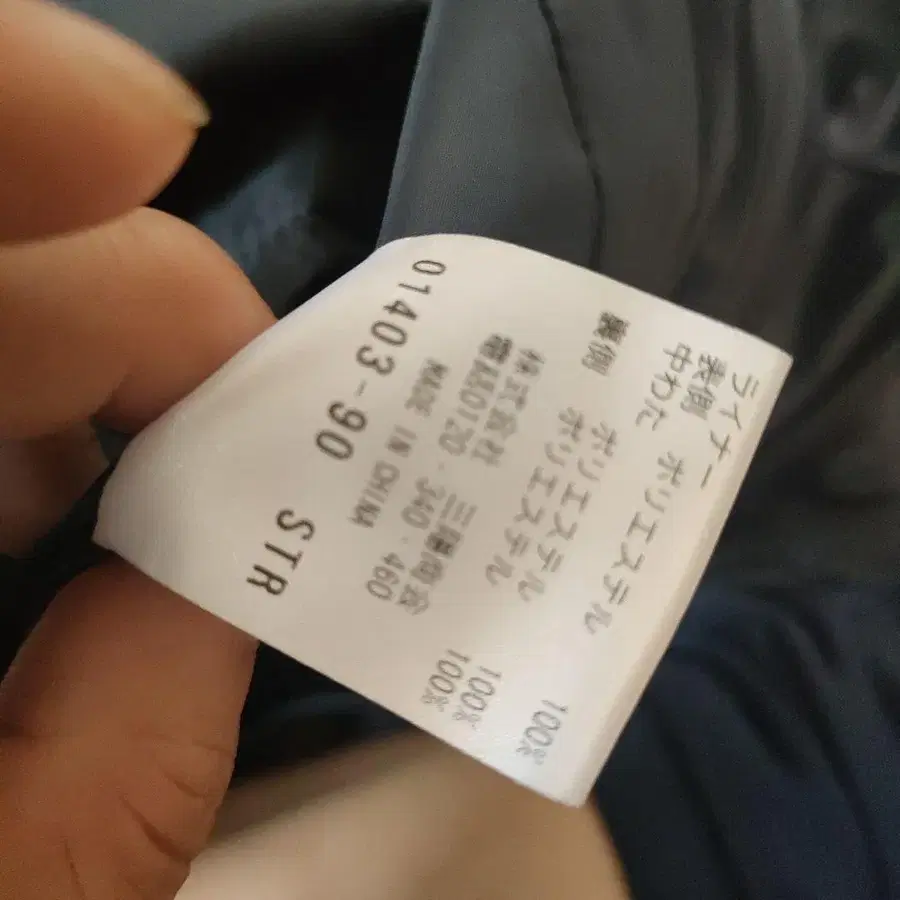 ライナー
表側 ポリエステル 100%
中わた ポリエステル 100%
裏側 ポリエステル 100%
株式会社 三陽商会
電話0120-340-460
MADE IN CHINA
01403-90 STR